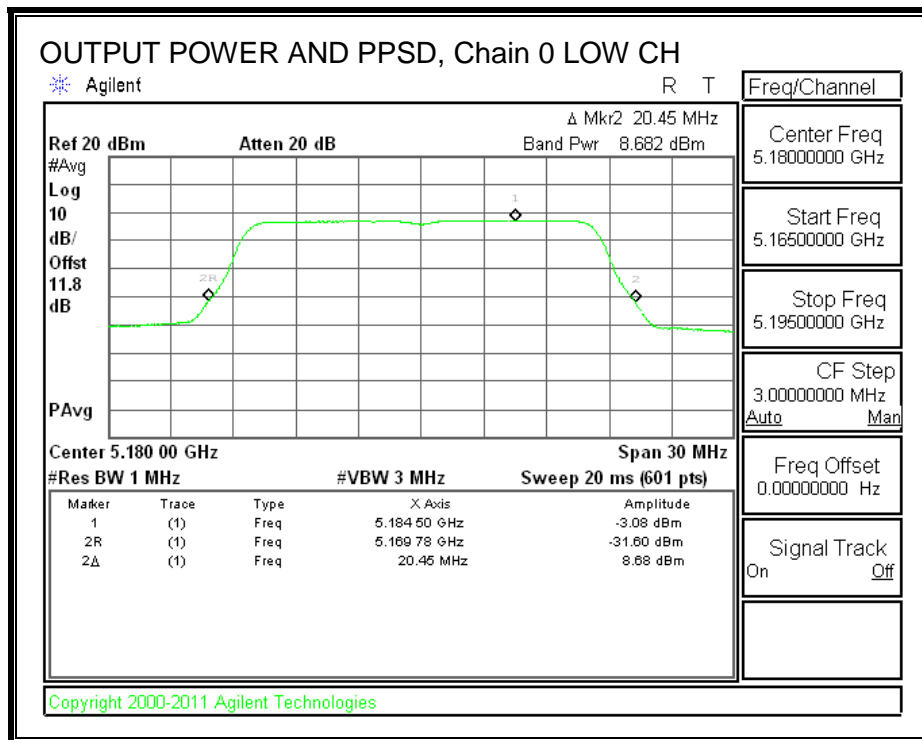 OUTPUT POWER AND PPSD, Chain 0 LOW CH
Agilent R T
Δ Mkr2 20.45 MHz
Ref 20 dBm Atten 20 dB Band Pwr 8.682 dBm
#Avg
Log
10
dB/
Offst
11.8
dB
PAvg
1
2R
2
Center 5.180 00 GHz Span 30 MHz
#Res BW 1 MHz #VBW 3 MHz Sweep 20 ms (601 pts)
Marker Trace Type X Axis Amplitude
1 (1) Freq 5.184 50 GHz -3.08 dBm
2R (1) Freq 5.169 78 GHz -31.60 dBm
2Δ (1) Freq 20.45 MHz 8.68 dBm
Freq/Channel
Center Freq
5.18000000 GHz
Start Freq
5.16500000 GHz
Stop Freq
5.19500000 GHz
CF Step
3.00000000 MHz
Auto Man
Freq Offset
0.00000000 Hz
Signal Track
On Off
Copyright 2000-2011 Agilent Technologies